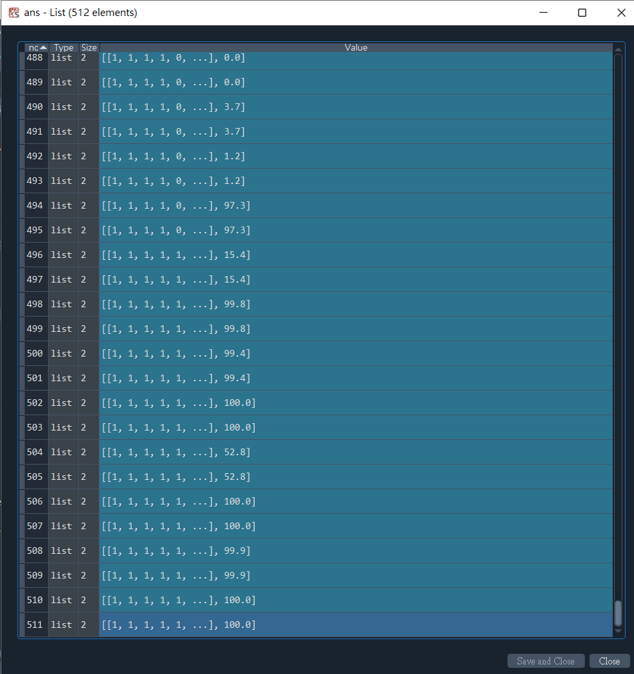 ans - List (512 elements)
nc Type Size Value
488 list 2 [[1, 1, 1, 1, 0, ...], 0.0]
489 list 2 [[1, 1, 1, 1, 0, ...], 0.0]
490 list 2 [[1, 1, 1, 1, 0, ...], 3.7]
491 list 2 [[1, 1, 1, 1, 0, ...], 3.7]
492 list 2 [[1, 1, 1, 1, 0, ...], 1.2]
493 list 2 [[1, 1, 1, 1, 0, ...], 1.2]
494 list 2 [[1, 1, 1, 1, 0, ...], 97.3]
495 list 2 [[1, 1, 1, 1, 0, ...], 97.3]
496 list 2 [[1, 1, 1, 1, 1, ...], 15.4]
497 list 2 [[1, 1, 1, 1, 1, ...], 15.4]
498 list 2 [[1, 1, 1, 1, 1, ...], 99.8]
499 list 2 [[1, 1, 1, 1, 1, ...], 99.8]
500 list 2 [[1, 1, 1, 1, 1, ...], 99.4]
501 list 2 [[1, 1, 1, 1, 1, ...], 99.4]
502 list 2 [[1, 1, 1, 1, 1, ...], 100.0]
503 list 2 [[1, 1, 1, 1, 1, ...], 100.0]
504 list 2 [[1, 1, 1, 1, 1, ...], 52.8]
505 list 2 [[1, 1, 1, 1, 1, ...], 52.8]
506 list 2 [[1, 1, 1, 1, 1, ...], 100.0]
507 list 2 [[1, 1, 1, 1, 1, ...], 100.0]
508 list 2 [[1, 1, 1, 1, 1, ...], 99.9]
509 list 2 [[1, 1, 1, 1, 1, ...], 99.9]
510 list 2 [[1, 1, 1, 1, 1, ...], 100.0]
511 list 2 [[1, 1, 1, 1, 1, ...], 100.0]
Save and Close Close